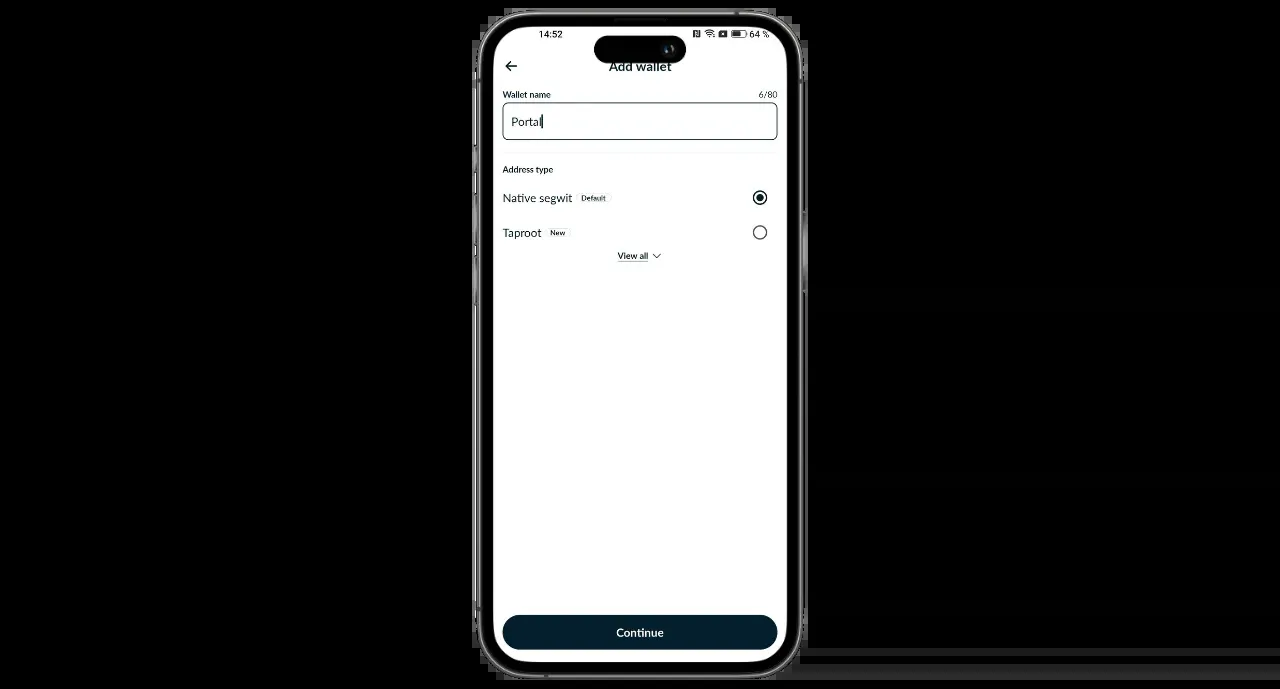 14:52 64 %
Add wallet
Wallet name 6/80
Portal
Address type
Native segwit Default
Taproot New
View all
Continue